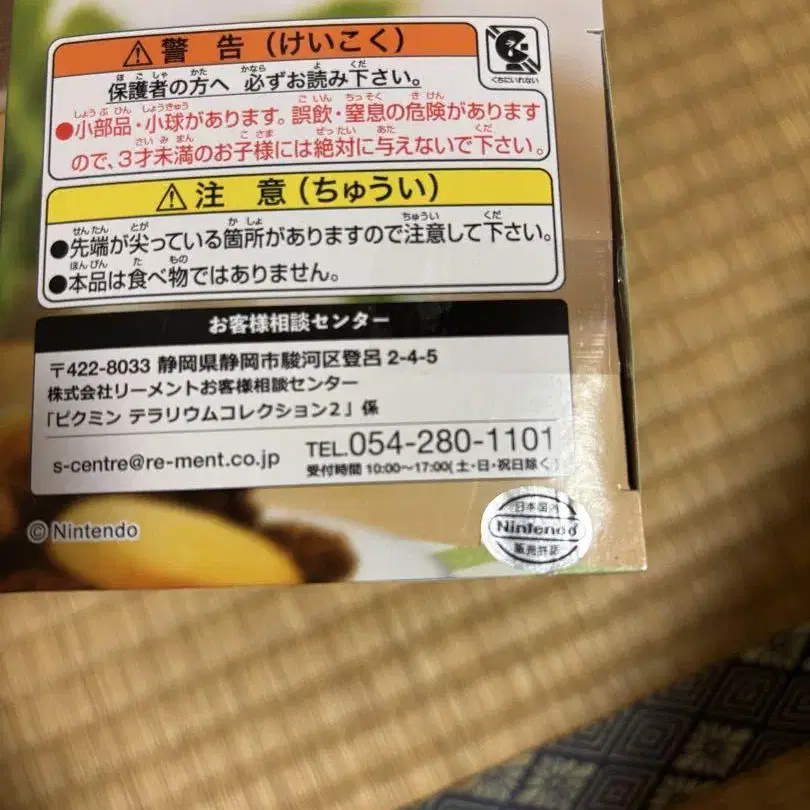 警告(けいこく)
くちにいれない
保護者の方へ 必ずお読み下さい。
●小部品・小球があります。誤飲・窒息の危険があります
ので、3才未満のお子様には絶対に与えないで下さい。
注 意(ちゅうい)
●先端が尖っている箇所がありますので注意して下さい。
●本品は食べ物ではありません。
お客様相談センター
〒422-8033 静岡県静岡市駿河区登呂 2-4-5
株式会社リーメントお客様相談センター
「ピクミン テラリウムコレクション2」係
s-centre@re-ment.co.jp
TEL.054-280-1101
受付時間 10:00~17:00(土・日・祝日除く)
© Nintendo
日本国内
Nintendo
販売許諾